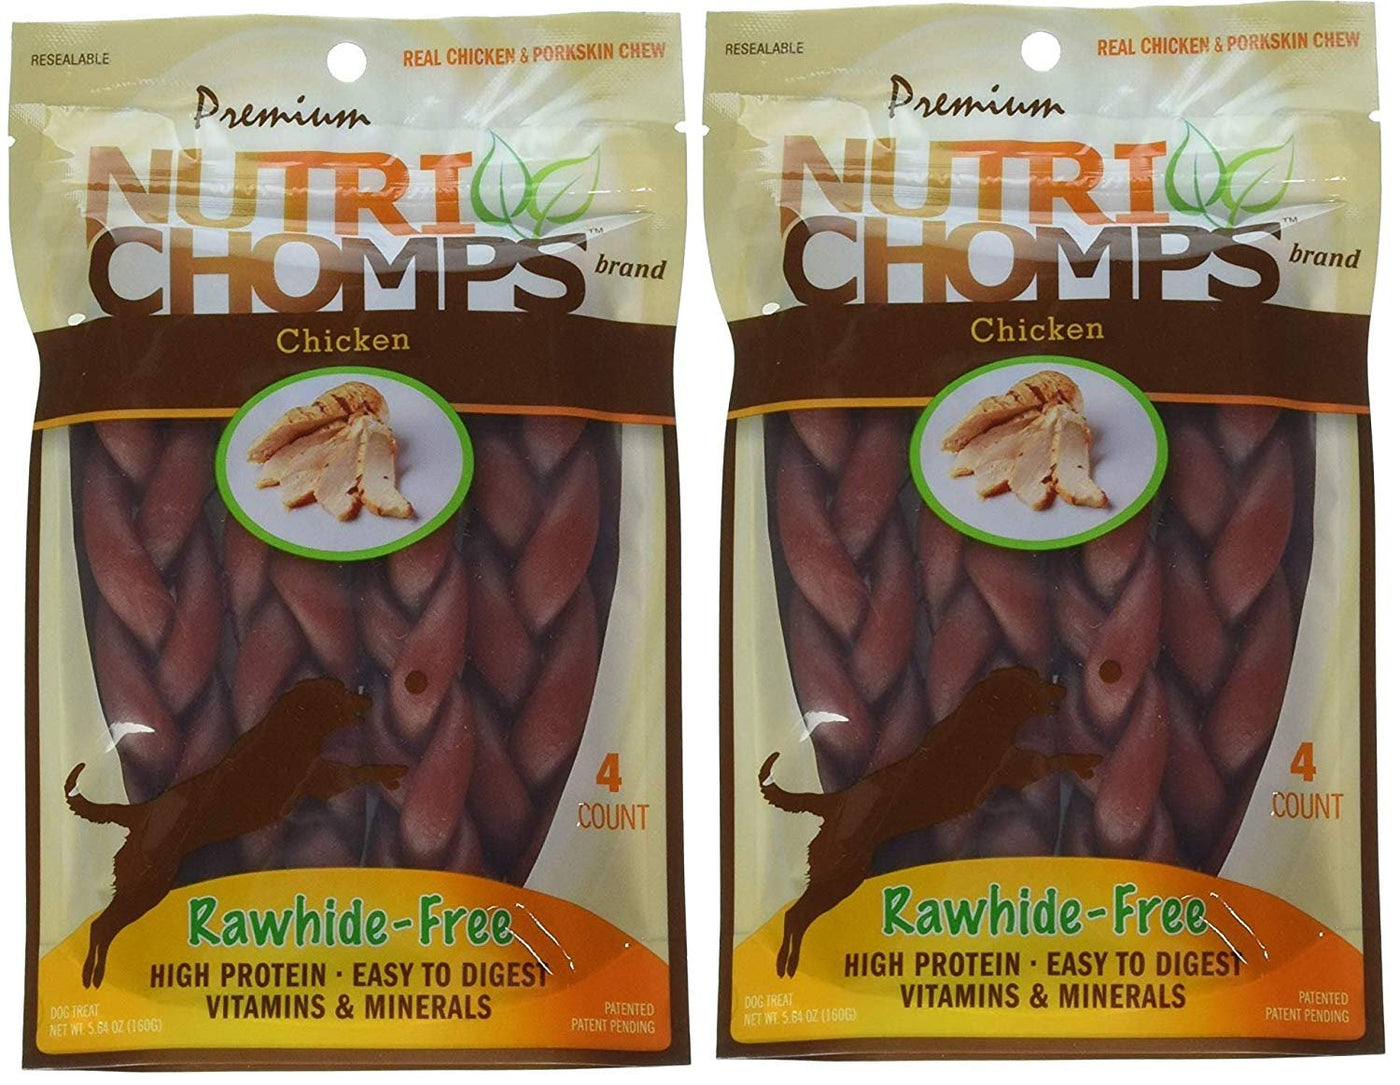 RESEALABLE
REAL CHICKEN & PORKSKIN CHEW
Premium
NUTRI
CHOMPS™
brand
Chicken
4
COUNT
Rawhide-Free
HIGH PROTEIN · EASY TO DIGEST
VITAMINS & MINERALS
DOG TREAT
NET WT. 5.64 OZ (160G)
PATENTED
PATENT PENDING
RESEALABLE
REAL CHICKEN & PORKSKIN CHEW
Premium
NUTRI
CHOMPS™
brand
Chicken
4
COUNT
Rawhide-Free
HIGH PROTEIN · EASY TO DIGEST
VITAMINS & MINERALS
DOG TREAT
NET WT. 5.64 OZ (160G)
PATENTED
PATENT PENDING